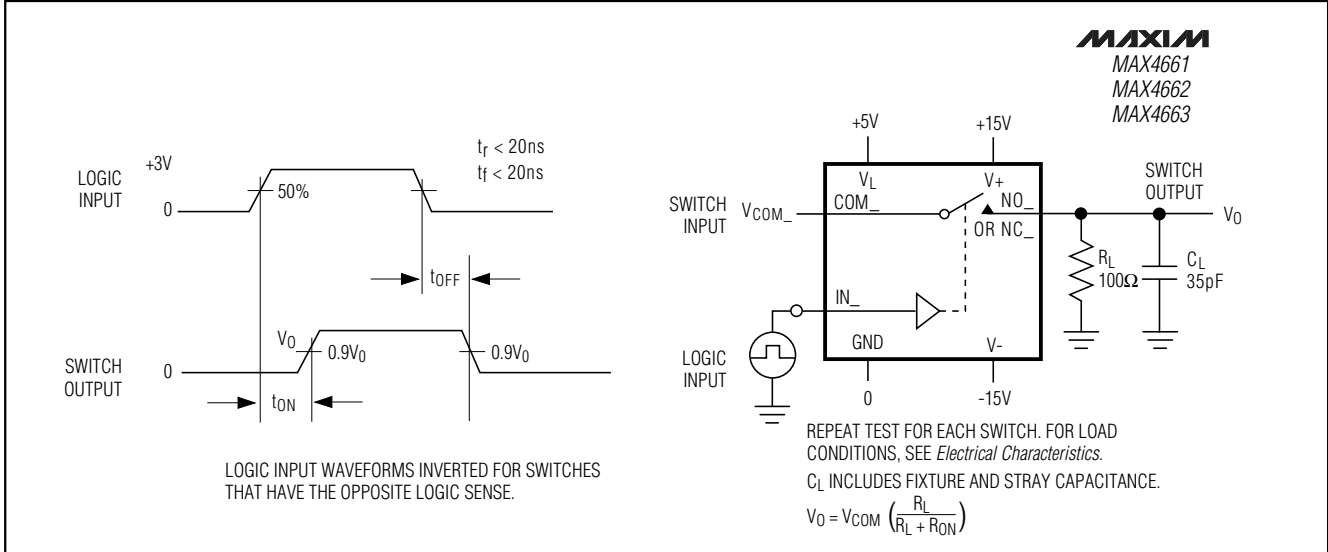 MAXIM
MAX4661
MAX4662
MAX4663
LOGIC
INPUT
+3V
0
50%
tr < 20ns
tf < 20ns
tOFF
SWITCH
OUTPUT
VO
0
0.9V0
0.9V0
tON
LOGIC INPUT WAVEFORMS INVERTED FOR SWITCHES
THAT HAVE THE OPPOSITE LOGIC SENSE.
+5V
+15V
VL
V+
SWITCH
INPUT
VCOM_
COM_
NO_
OR NC_
SWITCH
OUTPUT
VO
RL
100Ω
CL
35pF
IN_
LOGIC
INPUT
GND
V-
0
-15V
REPEAT TEST FOR EACH SWITCH. FOR LOAD
CONDITIONS, SEE Electrical Characteristics.
CL INCLUDES FIXTURE AND STRAY CAPACITANCE.
VO = VCOM (RL / RL + RON)